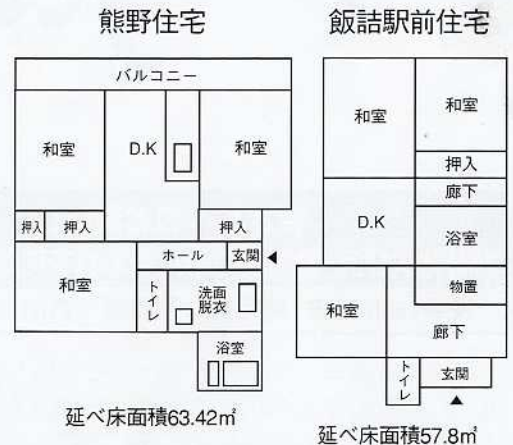 熊野住宅
バルコニー
和室
D.K
和室
押入
押入
押入
ホール
玄関
和室
トイレ
洗面
脱衣
浴室
延べ床面積63.42㎡
飯詰駅前住宅
和室
和室
押入
廊下
D.K
浴室
物置
和室
廊下
トイレ
玄関
延べ床面積57.8㎡